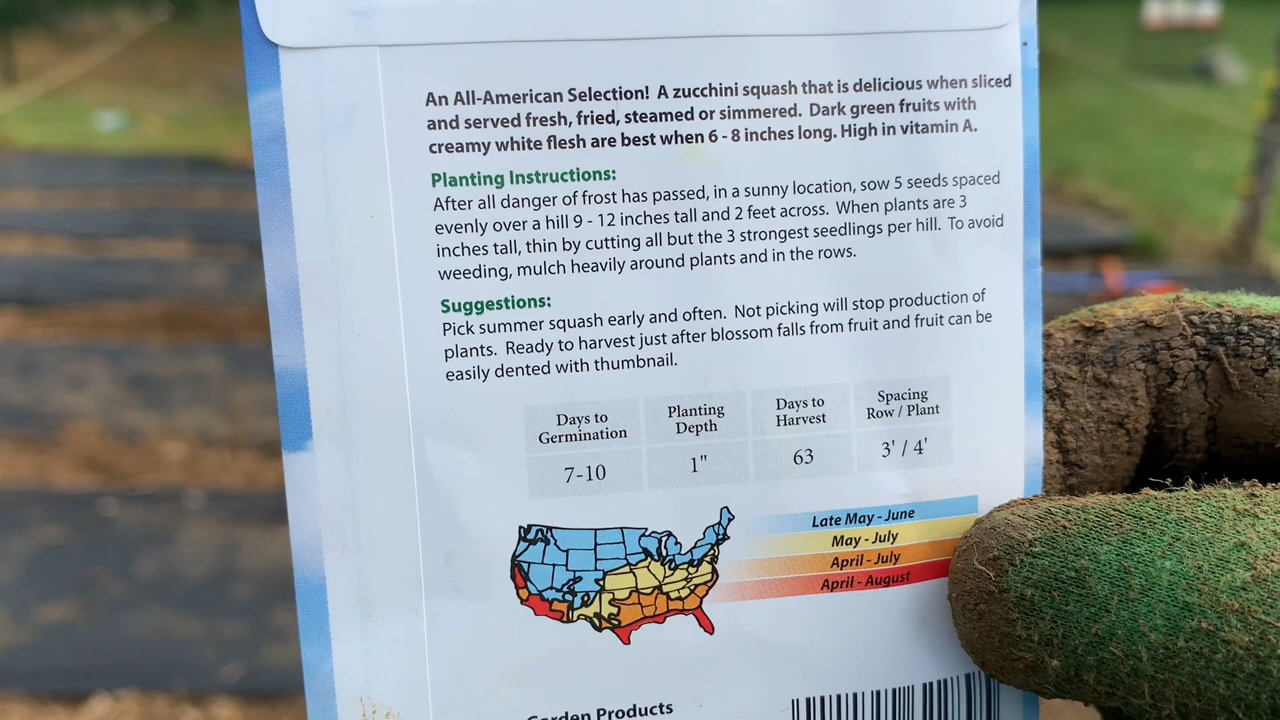 An All-American Selection! A zucchini squash that is delicious when sliced
and served fresh, fried, steamed or simmered. Dark green fruits with
creamy white flesh are best when 6 - 8 inches long. High in vitamin A.
Planting Instructions:
After all danger of frost has passed, in a sunny location, sow 5 seeds spaced
evenly over a hill 9 - 12 inches tall and 2 feet across. When plants are 3
inches tall, thin by cutting all but the 3 strongest seedlings per hill. To avoid
weeding, mulch heavily around plants and in the rows.
Suggestions:
Pick summer squash early and often. Not picking will stop production of
plants. Ready to harvest just after blossom falls from fruit and fruit can be
easily dented with thumbnail.
Days to Germination
Planting Depth
Days to Harvest
Spacing Row / Plant
7-10
1"
63
3' / 4'
Late May - June
May - July
April - July
April - August
Garden Products